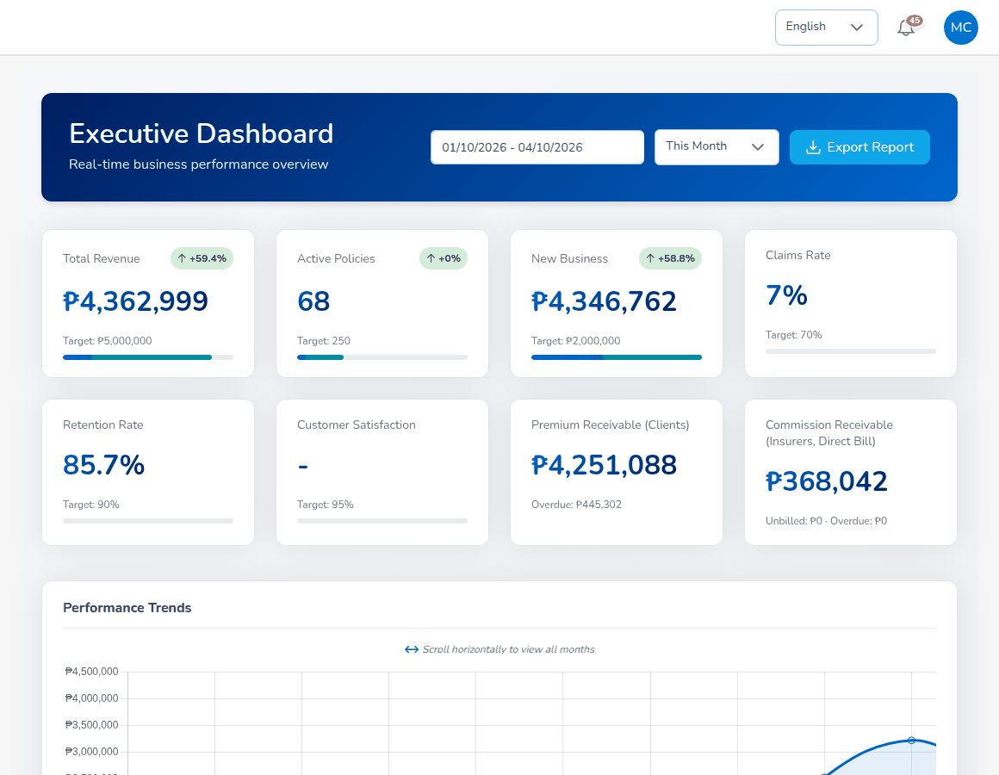 English
45
MC
Executive Dashboard
Real-time business performance overview
01/10/2026 - 04/10/2026
This Month
Export Report
Total Revenue
+59.4%
₱4,362,999
Target: ₱5,000,000
Active Policies
+0%
68
Target: 250
New Business
+58.8%
₱4,346,762
Target: ₱2,000,000
Claims Rate
7%
Target: 70%
Retention Rate
85.7%
Target: 90%
Customer Satisfaction
-
Target: 95%
Premium Receivable (Clients)
₱4,251,088
Overdue: ₱445,302
Commission Receivable
(Insurers, Direct Bill)
₱368,042
Unbilled: ₱0 · Overdue: ₱0
Performance Trends
Scroll horizontally to view all months
₱4,500,000
₱4,000,000
₱3,500,000
₱3,000,000